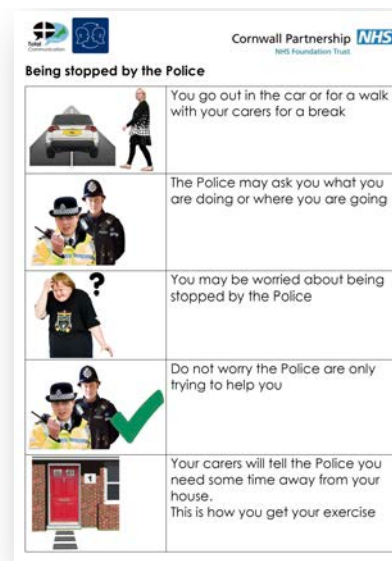 Total
Communication
Cornwall Partnership NHS
NHS Foundation Trust
Being stopped by the Police
You go out in the car or for a walk
with your carers for a break
The Police may ask you what you
are doing or where you are going
?
You may be worried about being
stopped by the Police
Do not worry the Police are only
trying to help you
1
Your carers will tell the Police you
need some time away from your
house.
This is how you get your exercise